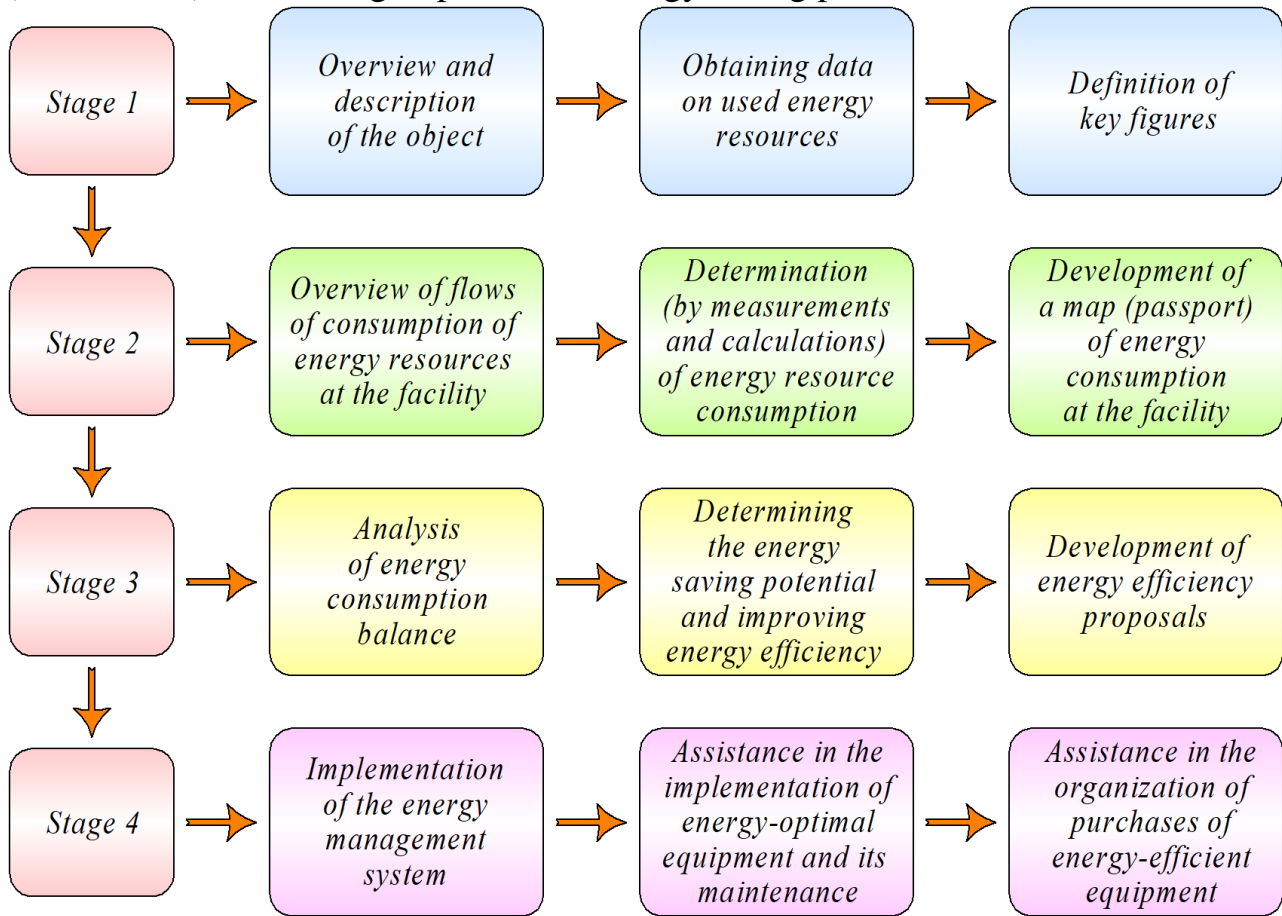 Stage 1
Overview and
description
of the object
Obtaining data
on used energy
resources
Definition of
key figures
Stage 2
Overview of flows
of consumption of
energy resources
at the facility
Determination
(by measurements
and calculations)
of energy resource
consumption
Development of
a map (passport)
of energy
consumption
at the facility
Stage 3
Analysis
of energy
consumption
balance
Determining
the energy
saving potential
and improving
energy efficiency
Development of
energy efficiency
proposals
Stage 4
Implementation
of the energy
management
system
Assistance in the
implementation of
energy-optimal
equipment and its
maintenance
Assistance in the
organization of
purchases of
energy-efficient
equipment